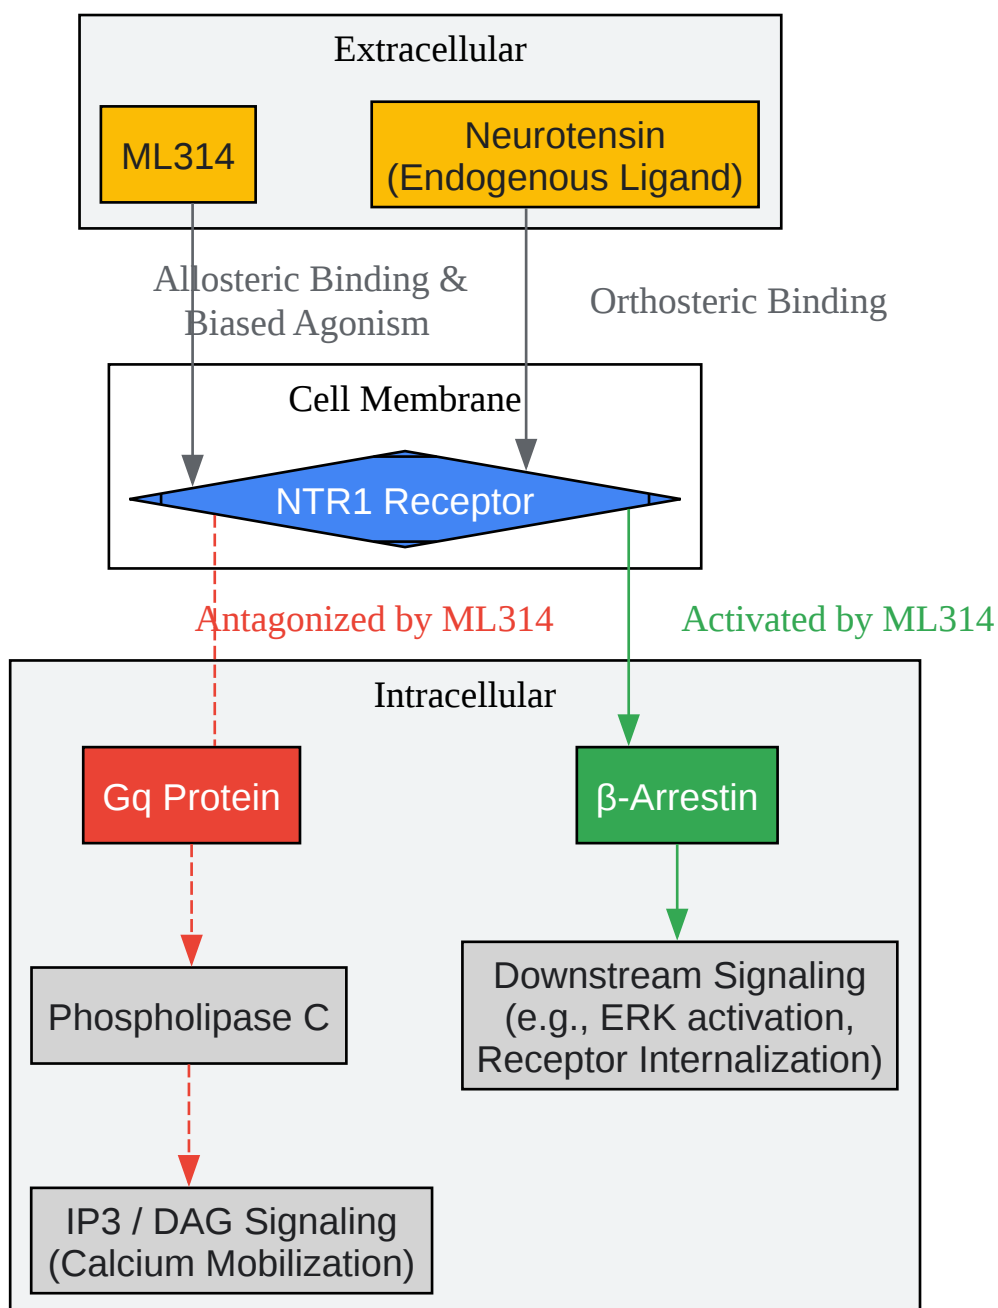 Extracellular
ML314
Neurotensin
(Endogenous Ligand)
Allosteric Binding &
Biased Agonism
Orthosteric Binding
Cell Membrane
NTR1 Receptor
Antagonized by ML314
Activated by ML314
Intracellular
Gq Protein
β-Arrestin
Phospholipase C
Downstream Signaling
(e.g., ERK activation,
Receptor Internalization)
IP3 / DAG Signaling
(Calcium Mobilization)